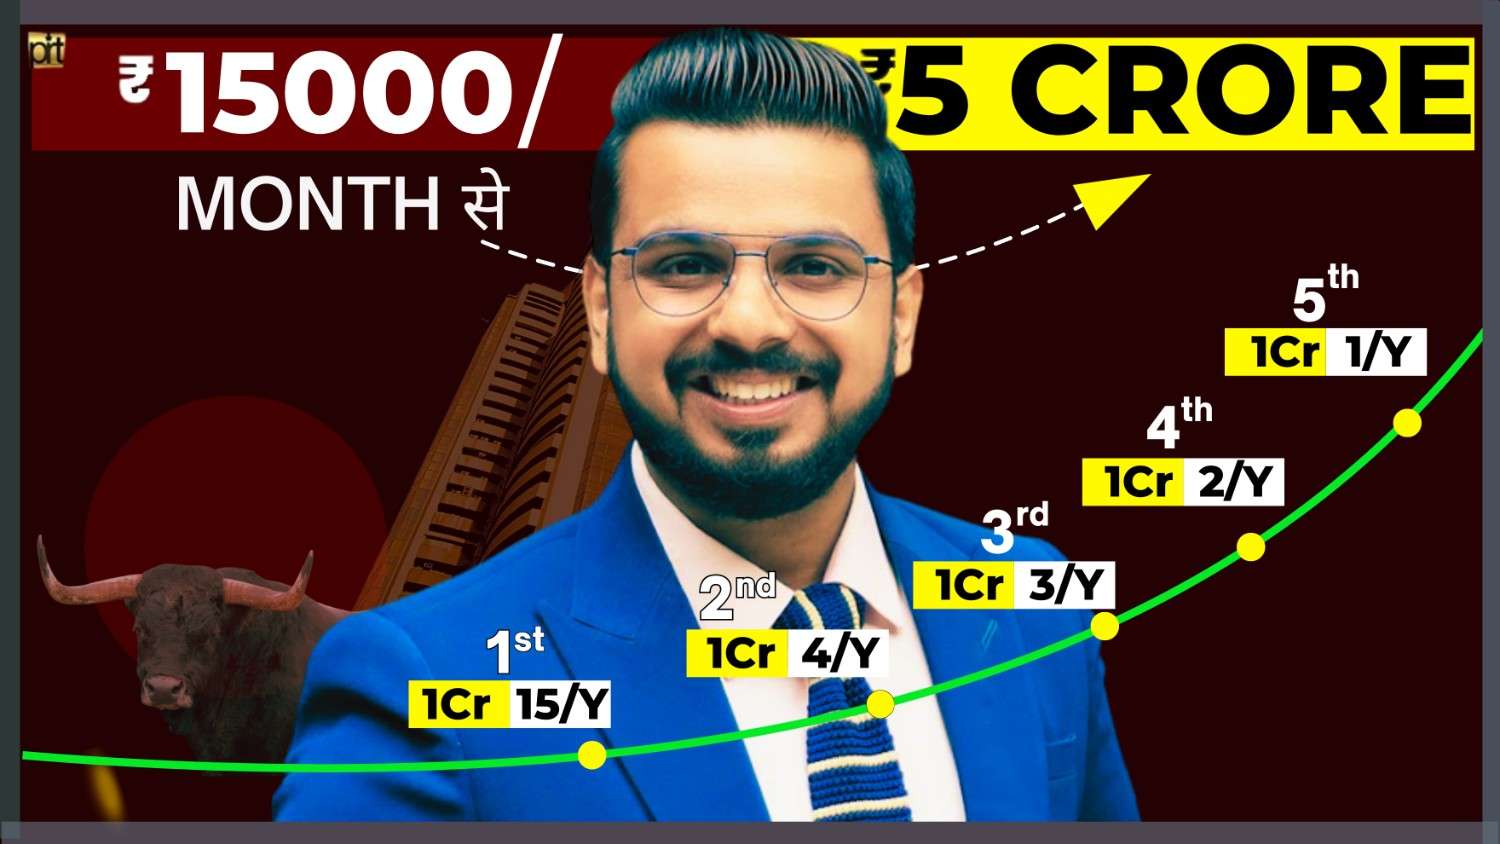 pit
₹15000/
MONTH से
₹5 CRORE
5th
1Cr 1/Y
4th
1Cr 2/Y
3rd
1Cr 3/Y
2nd
1Cr 4/Y
1st
1Cr 15/Y